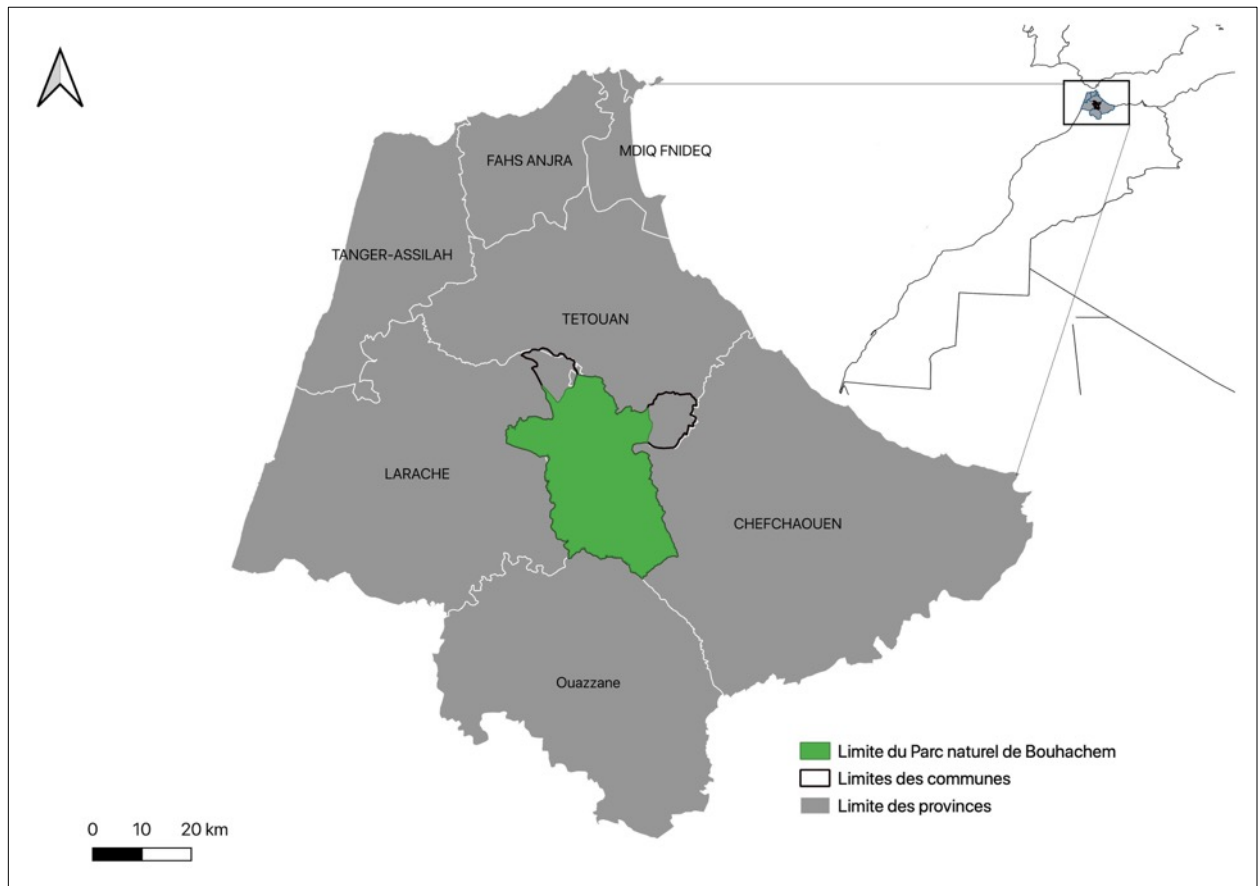 FAHS ANJRA
MDIQ FNIDEQ
TANGER-ASSILAH
TETOUAN
LARACHE
CHEFCHAOUEN
Ouazzane
Limite du Parc naturel de Bouhachem
Limites des communes
Limite des provinces
0 10 20 km